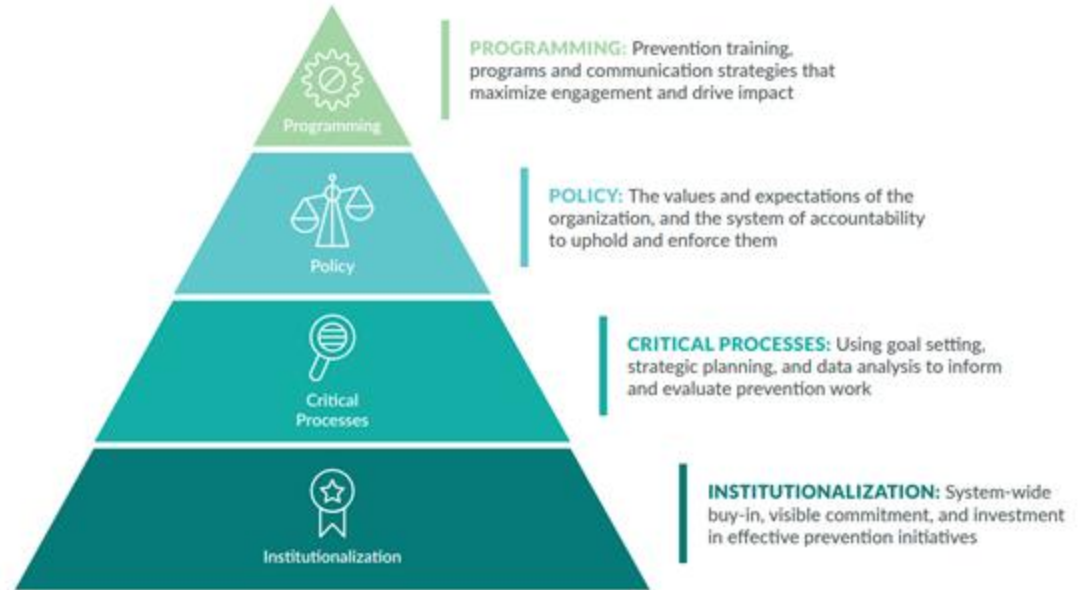 Programming
PROGRAMMING: Prevention training,
programs and communication strategies that
maximize engagement and drive impact
Policy
POLICY: The values and expectations of the
organization, and the system of accountability
to uphold and enforce them
Critical
Processes
CRITICAL PROCESSES: Using goal setting,
strategic planning, and data analysis to inform
and evaluate prevention work
Institutionalization
INSTITUTIONALIZATION: System-wide
buy-in, visible commitment, and investment
in effective prevention initiatives